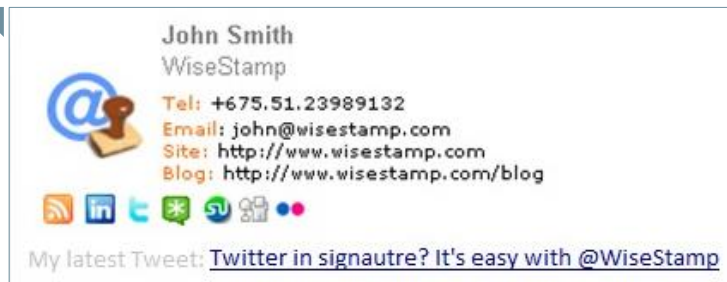 John Smith
WiseStamp
Tel: +675.51.23989132
Email: john@wisestamp.com
Site: http://www.wisestamp.com
Blog: http://www.wisestamp.com/blog
My latest Tweet: Twitter in signautre? It's easy with @WiseStamp